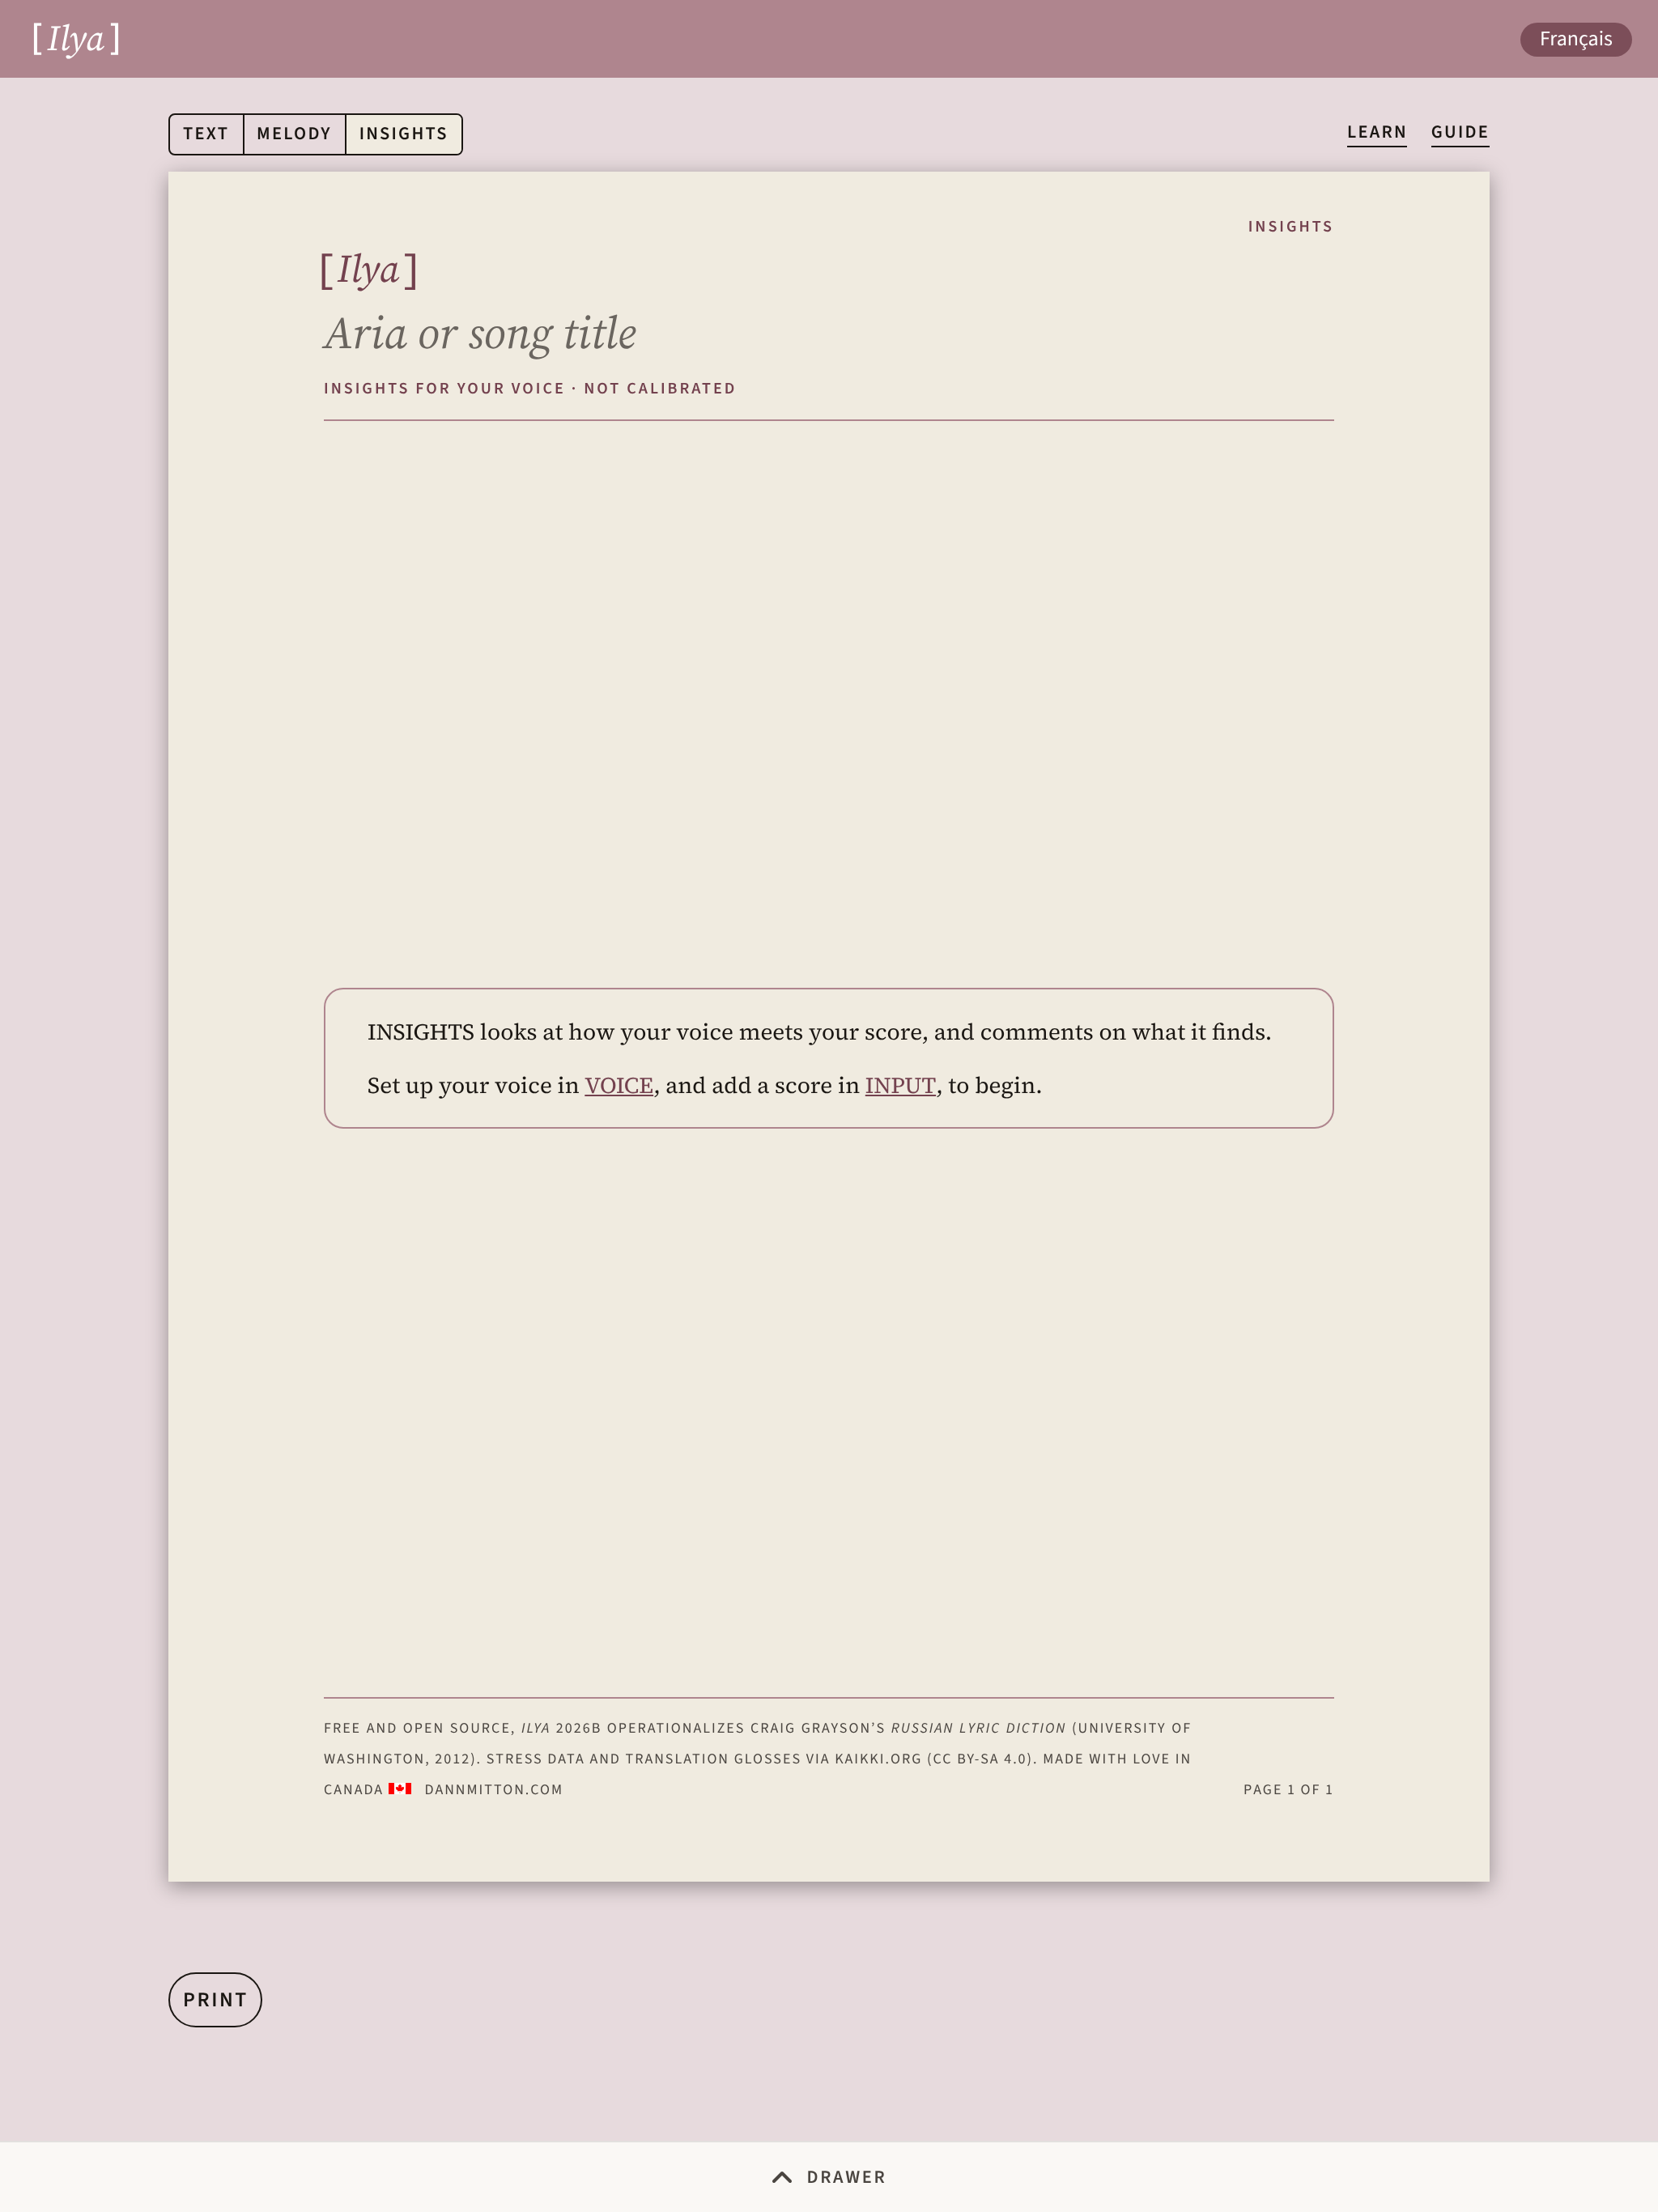 [Ilya]
Français
TEXT MELODY INSIGHTS
LEARN GUIDE
INSIGHTS
[Ilya]
Aria or song title
INSIGHTS FOR YOUR VOICE · NOT CALIBRATED
INSIGHTS looks at how your voice meets your score, and comments on what it finds.
Set up your voice in VOICE, and add a score in INPUT, to begin.
FREE AND OPEN SOURCE, ILYA 2026B OPERATIONALIZES CRAIG GRAYSON’S RUSSIAN LYRIC DICTION (UNIVERSITY OF
WASHINGTON, 2012). STRESS DATA AND TRANSLATION GLOSSES VIA KAIKKI.ORG (CC BY-SA 4.0). MADE WITH LOVE IN
CANADA DANNMITTON.COM
PAGE 1 OF 1
PRINT
DRAWER